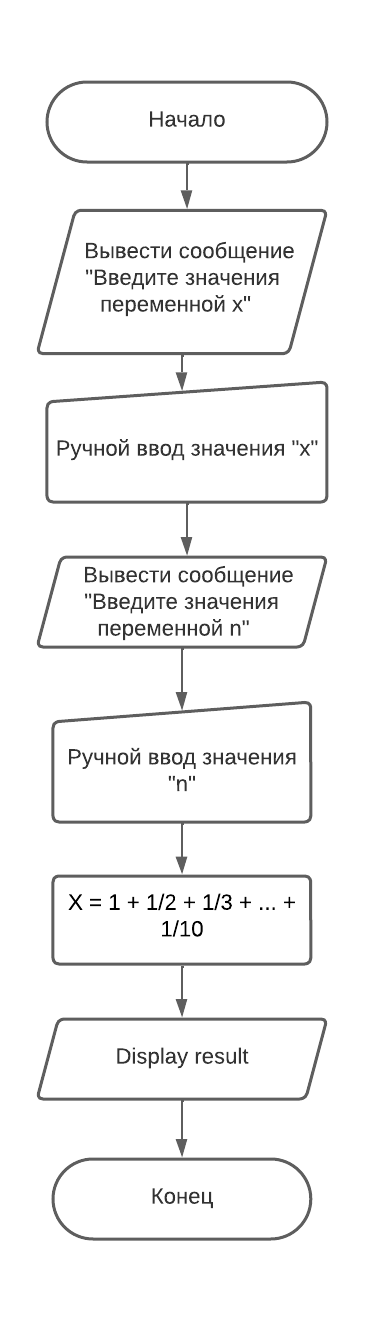 Начало
Вывести сообщение
"Введите значения
переменной x"
Ручной ввод значения "x"
Вывести сообщение
"Введите значения
переменной n"
Ручной ввод значения
"n"
X = 1 + 1/2 + 1/3 + ... +
1/10
Display result
Конец